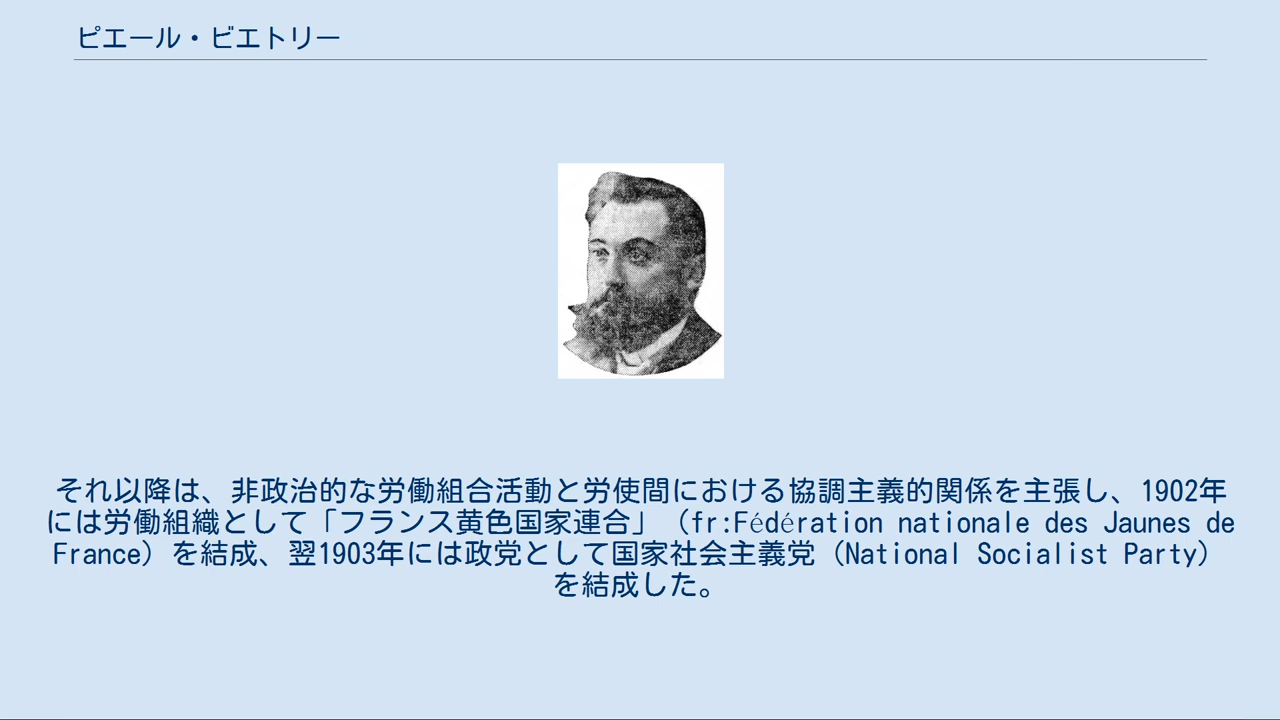 ピエール・ビエトリー
それ以降は、非政治的な労働組合活動と労使間における協調主義的関係を主張し、1902年
には労働組織として「フランス黄色国家連合」（fr:Fédération nationale des Jaunes de
France）を結成、翌1903年には政党として国家社会主義党（National Socialist Party）
を結成した。